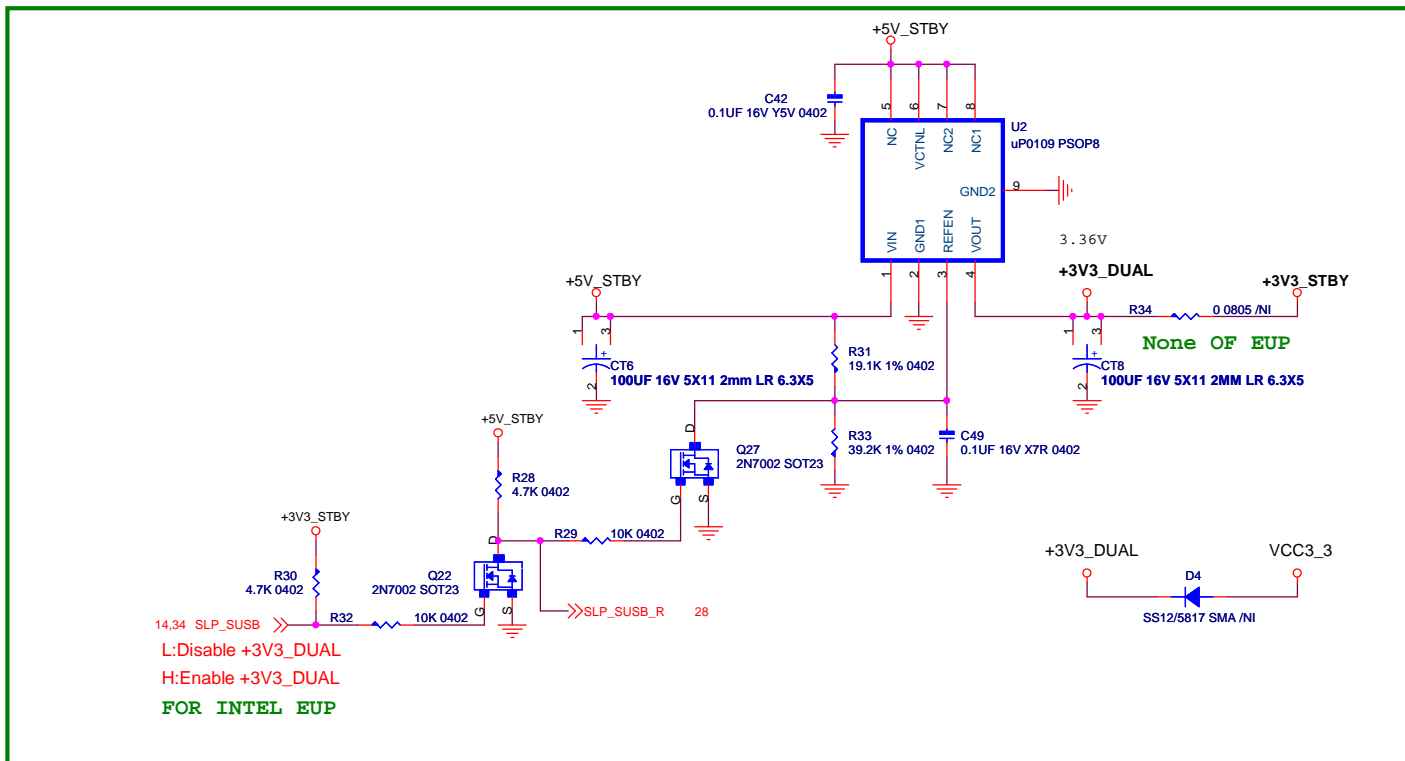 +5V_STBY
C42
0.1UF 16V Y5V 0402
5
6
7
8
NC
VCTNL
NC2
NC1
U2
uP0109 PSOP8
GND2
9
VIN
GND1
REFEN
VOUT
1
2
3
4
3.36V
+5V_STBY
+3V3_DUAL
+3V3_STBY
R34
0 0805 /NI
None OF EUP
1
3
CT6
100UF 16V 5X11 2mm LR 6.3X5
2
R31
19.1K 1% 0402
1
3
CT8
100UF 16V 5X11 2MM LR 6.3X5
2
+5V_STBY
D
Q27
2N7002 SOT23
G
S
R33
39.2K 1% 0402
C49
0.1UF 16V X7R 0402
R28
4.7K 0402
+3V3_STBY
R29
10K 0402
D
Q22
2N7002 SOT23
G
S
R30
4.7K 0402
+3V3_DUAL
VCC3_3
D4
SS12/5817 SMA /NI
14,34 SLP_SUSB
R32
10K 0402
SLP_SUSB_R 28
L:Disable +3V3_DUAL
H:Enable +3V3_DUAL
FOR INTEL EUP